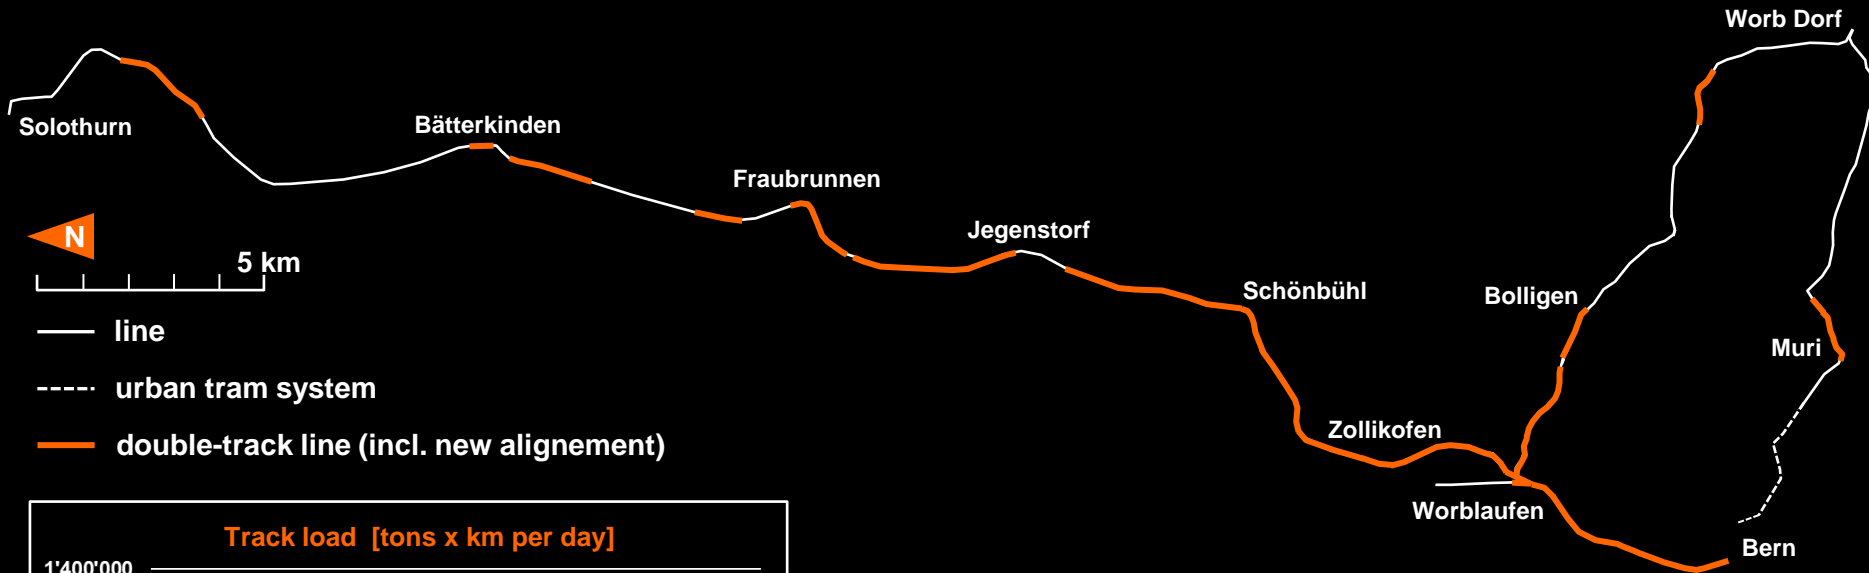 Worb Dorf
Solothurn
Bätterkinden
Fraubrunnen
Jegenstorf
N
5 km
Schönbühl
Bolligen
line
Muri
urban tram system
Zollikofen
double-track line (incl. new alignement)
Worblaufen
Track load [tons x km per day]
Bern
1'400'000